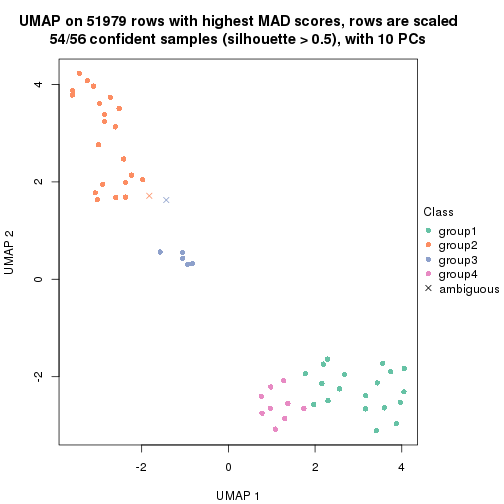 UMAP on 51979 rows with highest MAD scores, rows are scaled
54/56 confident samples (silhouette > 0.5), with 10 PCs
4
2
0
-2
UMAP 2
-2
0
2
4
UMAP 1
Class
group1
group2
group3
group4
ambiguous